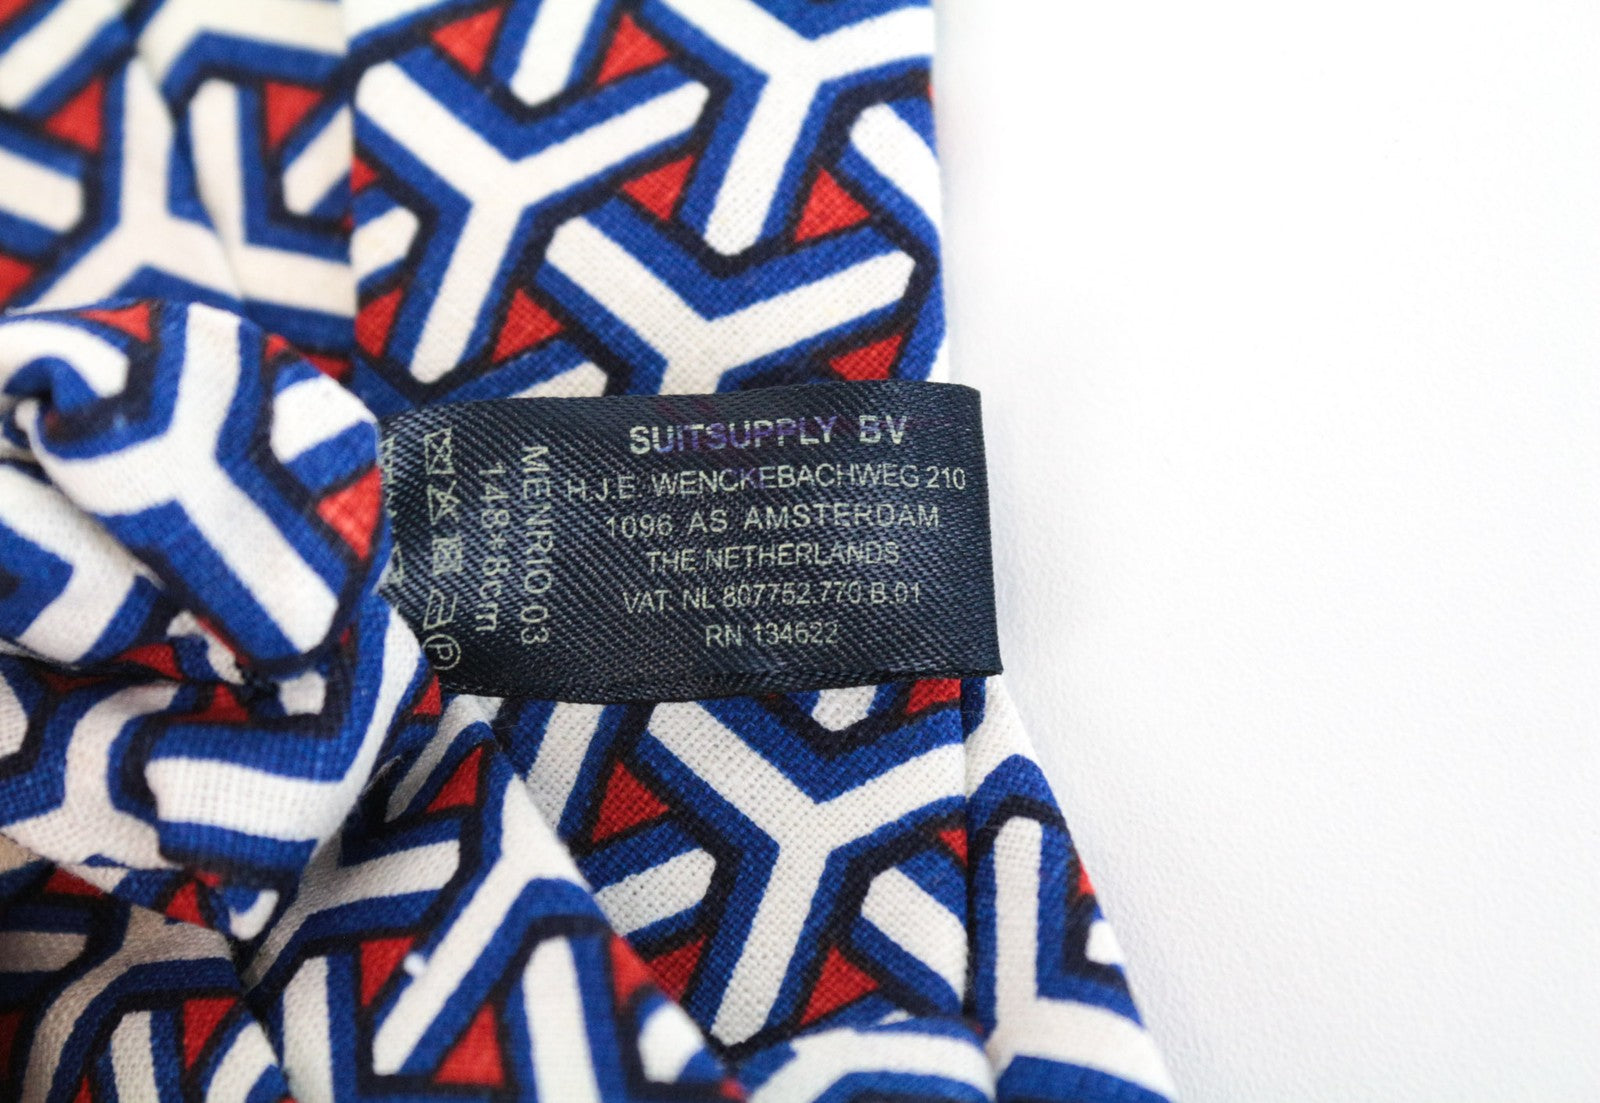 SUITSUPPLY BV
H.J.E. WENCKEBACHWEG 210
1096 AS AMSTERDAM
THE NETHERLANDS
VAT. NL 807752.770.B.01
RN 134622
MENRIO 03
148*8cm
P